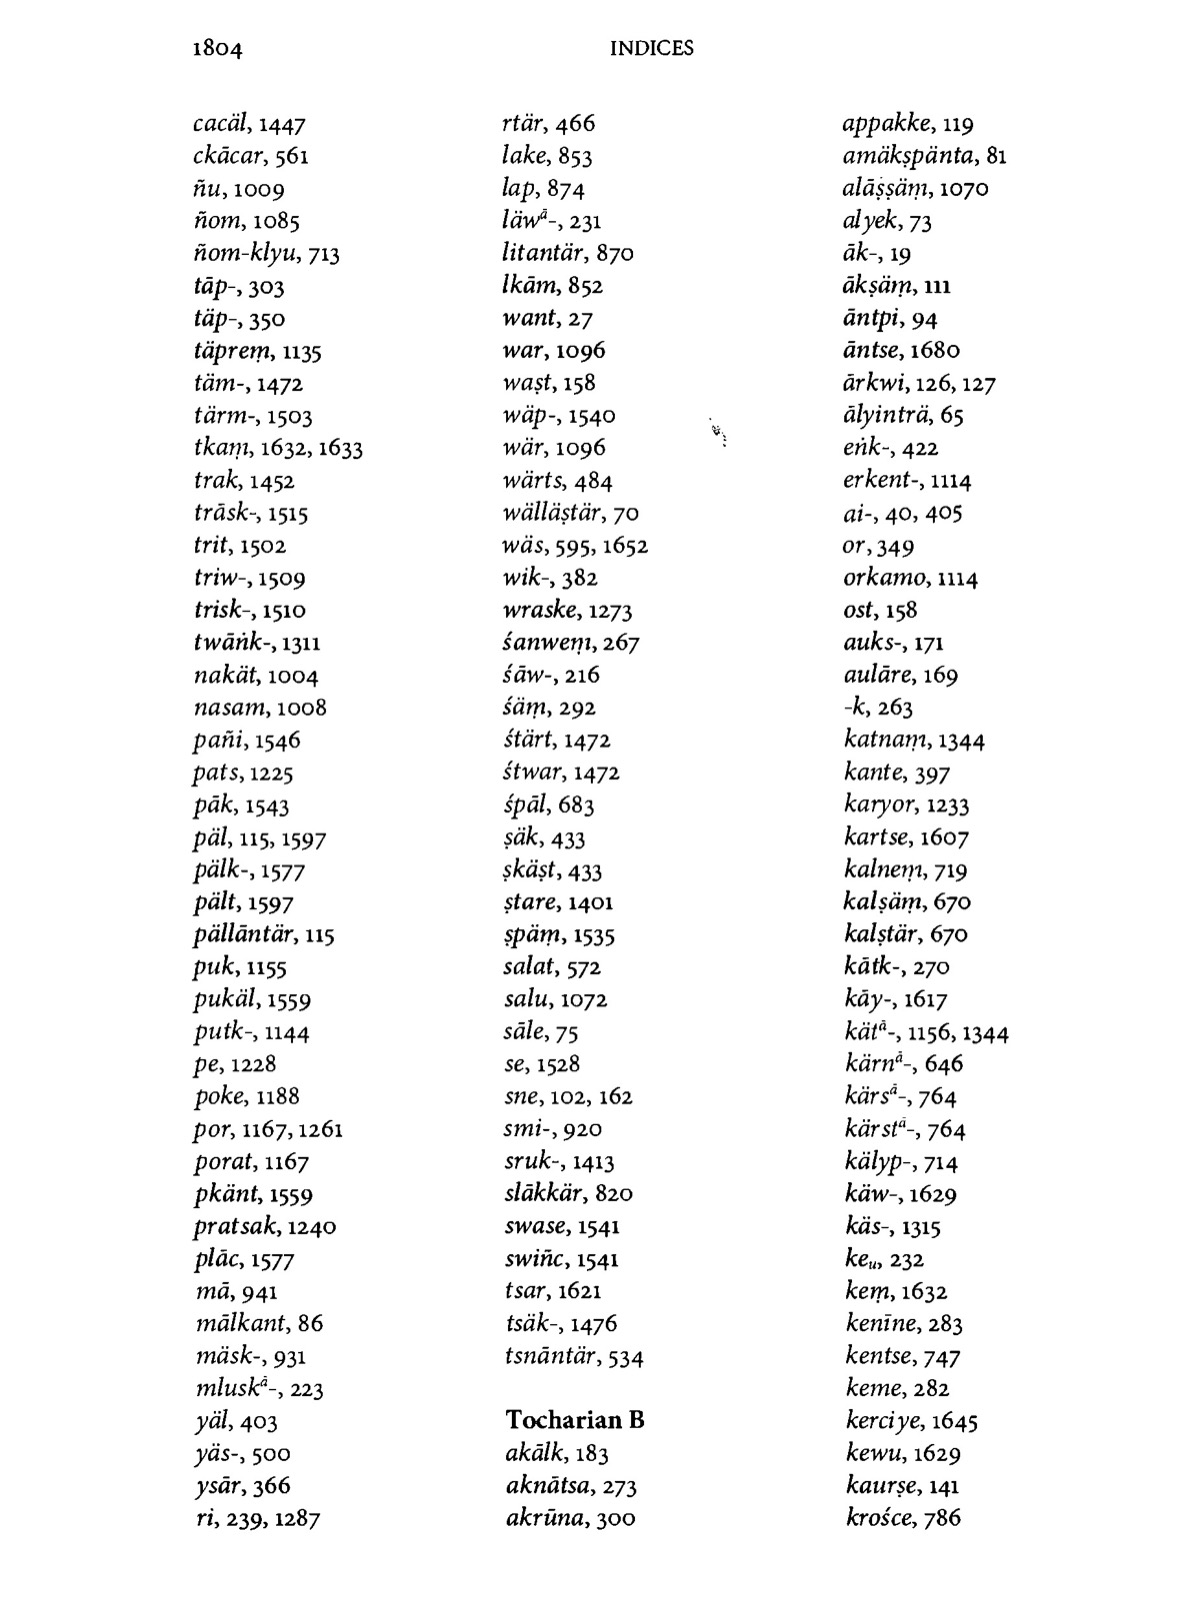 1804
INDICES
cacäl, 1447
ckācar, 561
ñu, 1009
ñom, 1085
ñom-klyu, 713
tāp-, 303
täp-, 350
täpreṃ, 1135
täm-, 1472
tärm-, 1503
tkaṃ, 1632, 1633
trak, 1452
träsk-, 1515
trit, 1502
triw-, 1509
trisk-, 1510
twāṅk-, 1311
nakät, 1004
nasam, 1008
pañi, 1546
pats, 1225
pāk, 1543
päl, 115, 1597
pälk-, 1577
pält, 1597
pällāntär, 115
puk, 1155
pukäl, 1559
putk-, 1144
pe, 1228
poke, 1188
por, 1167, 1261
porat, 1167
pkänt, 1559
pratsak, 1240
plāc, 1577
mā, 941
mālkant, 86
mäsk-, 931
mluskā-, 223
yäl, 403
yäs-, 500
ysār, 366
ri, 239, 1287
rtär, 466
lake, 853
lap, 874
läwā-, 231
litantär, 870
lkām, 852
want, 27
war, 1096
waṣt, 158
wäp-, 1540
wär, 1096
wärts, 484
wälläṣtär, 70
wäs, 595, 1652
wik-, 382
wraske, 1273
śanweṃ, 267
śāw-, 216
śäṃ, 292
śtärt, 1472
śtwar, 1472
śpāl, 683
ṣäk, 433
ṣkäṣt, 433
ṣtare, 1401
ṣpäṃ, 1535
salat, 572
salu, 1072
sāle, 75
se, 1528
sne, 102, 162
smi-, 920
sruk-, 1413
slākkär, 820
swase, 1541
swiñc, 1541
tsar, 1621
tsäk-, 1476
tsnāntär, 534
Tocharian B
akālk, 183
aknātsa, 273
akrūna, 300
appakke, 119
amäkṣpänta, 81
alāṣṣäṃ, 1070
alyek, 73
āk-, 19
ākṣäṃ, 111
āntpi, 94
āntse, 1680
ārkwi, 126, 127
ālyinträ, 65
eṅk-, 422
erkent-, 1114
ai-, 40, 405
or, 349
orkamo, 1114
ost, 158
auks-, 171
aulāre, 169
-k, 263
katnaṃ, 1344
kante, 397
karyor, 1233
kartse, 1607
kalneṃ, 719
kalṣäṃ, 670
kalṣtär, 670
kātk-, 270
kāy-, 1617
kätā-, 1156, 1344
kärnā-, 646
kärsā-, 764
kärstā-, 764
kälyp-, 714
käw-, 1629
käs-, 1315
keu, 232
keṃ, 1632
kenīne, 283
kentse, 747
keme, 282
kerciye, 1645
kewu, 1629
kaurṣe, 141
krośce, 786